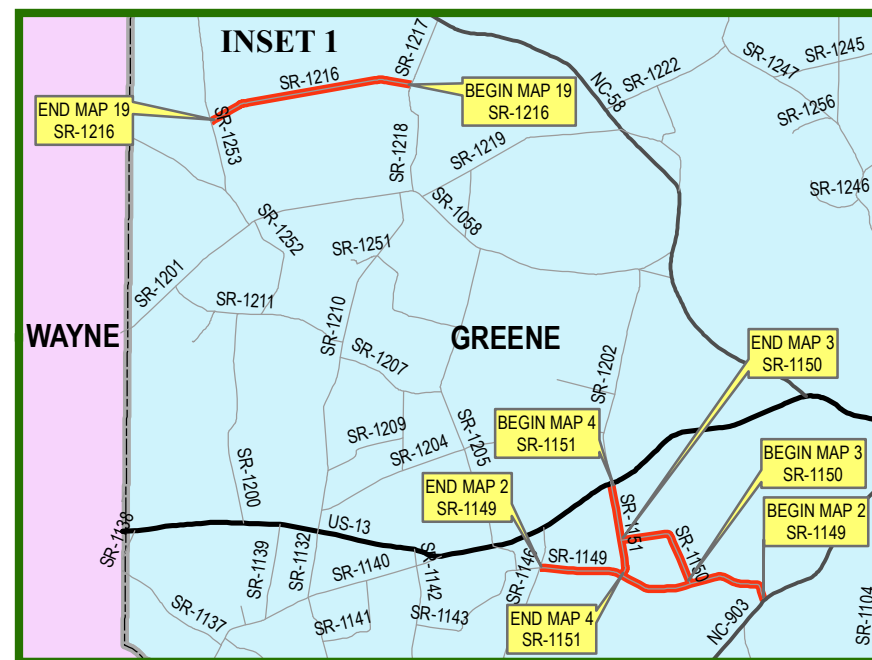 INSET 1
SR-1217
SR-1216
END MAP 19
SR-1216
BEGIN MAP 19
SR-1216
NC-58
SR-1222
SR-1247
SR-1245
SR-1256
SR-1253
SR-1218
SR-1219
SR-1246
SR-1058
SR-1252
SR-1251
SR-1201
SR-1211
SR-1210
WAYNE
GREENE
SR-1207
SR-1202
END MAP 3
SR-1150
BEGIN MAP 4
SR-1151
SR-1209
SR-1204
SR-1205
BEGIN MAP 3
SR-1150
SR-1200
END MAP 2
SR-1149
BEGIN MAP 2
SR-1149
SR-1138
US-13
SR-1151
SR-1150
SR-1139
SR-1132
SR-1140
SR-1142
SR-1146
SR-1149
SR-1137
SR-1141
SR-1143
END MAP 4
SR-1151
NC-903
SR-1104